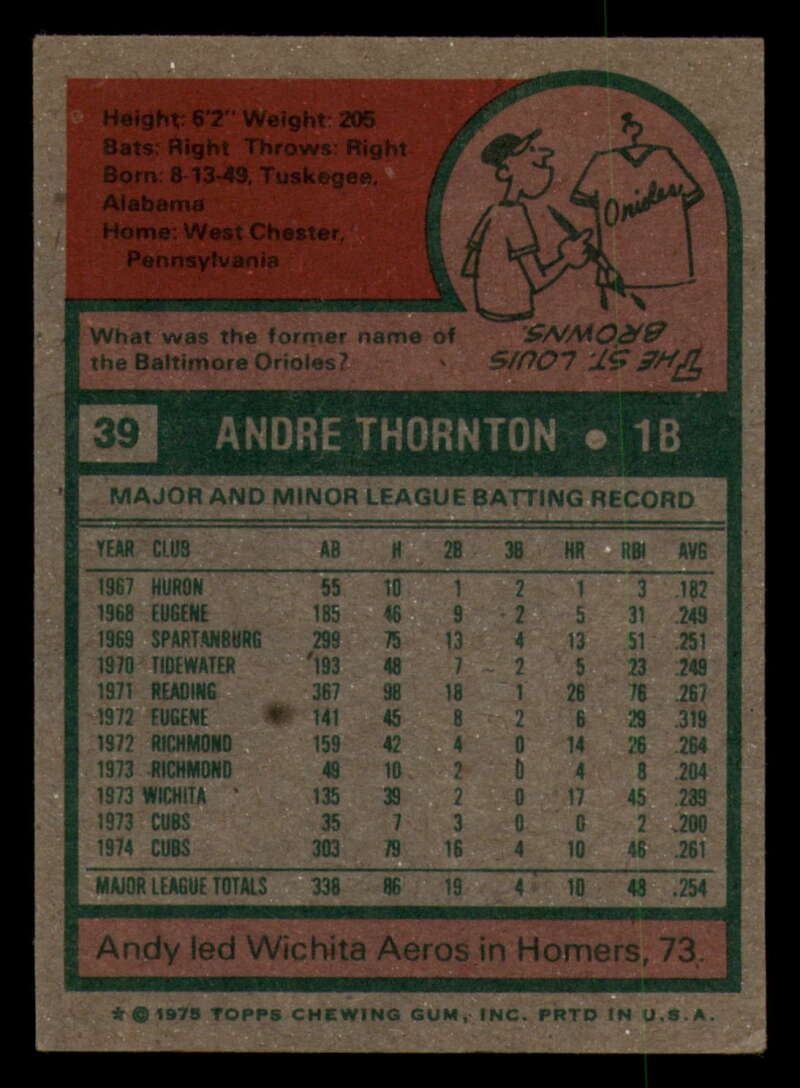 Height: 6'2" Weight: 205
Bats: Right Throws: Right
Born: 8-13-49, Tuskegee,
Alabama
Home: West Chester,
Pennsylvania
Orioles
What was the former name of
the Baltimore Orioles?
THE ST. LOUIS
BROWNS.
39 ANDRE THORNTON • 1B
MAJOR AND MINOR LEAGUE BATTING RECORD
YEAR CLUB AB H 2B 3B HR RBI AVG
1967 HURON 55 10 1 2 1 3 .182
1968 EUGENE 185 46 9 2 5 31 .249
1969 SPARTANBURG 299 75 13 4 13 51 .251
1970 TIDEWATER 193 48 7 2 5 23 .249
1971 READING 367 98 18 1 26 76 .267
1972 EUGENE 141 45 8 2 6 29 .319
1972 RICHMOND 159 42 4 0 14 26 .264
1973 RICHMOND 49 10 2 0 4 8 .204
1973 WICHITA 135 39 2 0 17 45 .289
1973 CUBS 35 7 3 0 0 2 .200
1974 CUBS 303 79 16 4 10 46 .261
MAJOR LEAGUE TOTALS 338 86 19 4 10 48 .254
Andy led Wichita Aeros in Homers, 73.
* © 1975 TOPPS CHEWING GUM, INC. PRTD IN U.S.A.